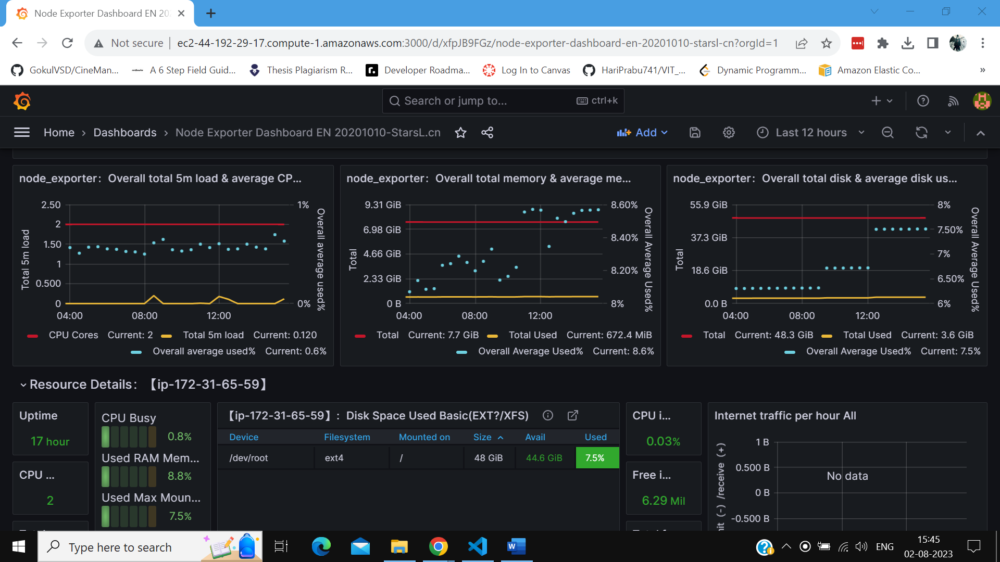 Node Exporter Dashboard EN 20
Not secure
ec2-44-192-29-17.compute-1.amazonaws.com:3000/d/xfpJB9FGz/node-exporter-dashboard-en-20201010-starsl-cn?orgId=1
GokulVSD/CineMan...
A 6 Step Field Guid...
Thesis Plagiarism R...
Developer Roadma...
Log In to Canvas
HariPrabu741/VIT_...
Dynamic Programm...
Amazon Elastic Co...
»
Search or jump to...
ctrl+k
Home › Dashboards › Node Exporter Dashboard EN 20201010-StarsL.cn
Add
Last 12 hours
node_exporter：Overall total 5m load & average CP...
Total 5m load
2.50
2
1.50
1
0.500
0
1%
0%
Overall average used%
04:00 08:00 12:00
CPU Cores Current: 2 Total 5m load Current: 0.120
Overall average used% Current: 0.6%
node_exporter：Overall total memory & average me...
Total
9.31 GiB
6.98 GiB
4.66 GiB
2.33 GiB
0 B
8.60%
8.40%
8.20%
8%
Overall Average Used%
04:00 08:00 12:00
Total Current: 7.7 GiB Total Used Current: 672.4 MiB
Overall Average Used% Current: 8.6%
node_exporter：Overall total disk & average disk us...
Total
55.9 GiB
37.3 GiB
18.6 GiB
0.0 B
8%
7.50%
7%
6.50%
6%
Overall Average Used%
04:00 08:00 12:00
Total Current: 48.3 GiB Total Used Current: 3.6 GiB
Overall Average Used% Current: 7.5%
Resource Details：【ip-172-31-65-59】
Uptime
17 hour
CPU ...
2
CPU Busy
0.8%
Used RAM Mem...
8.8%
Used Max Moun...
7.5%
【ip-172-31-65-59】：Disk Space Used Basic(EXT?/XFS)
Device Filesystem Mounted on Size Avail Used
/dev/root ext4 / 48 GiB 44.6 GiB 7.5%
CPU i...
0.03%
Free i...
6.29 Mil
Internet traffic per hour All
(-) /receive (+)
1 B
0.500 B
0 B
-0.500 B
No data
Type here to search
ENG
15:45
02-08-2023